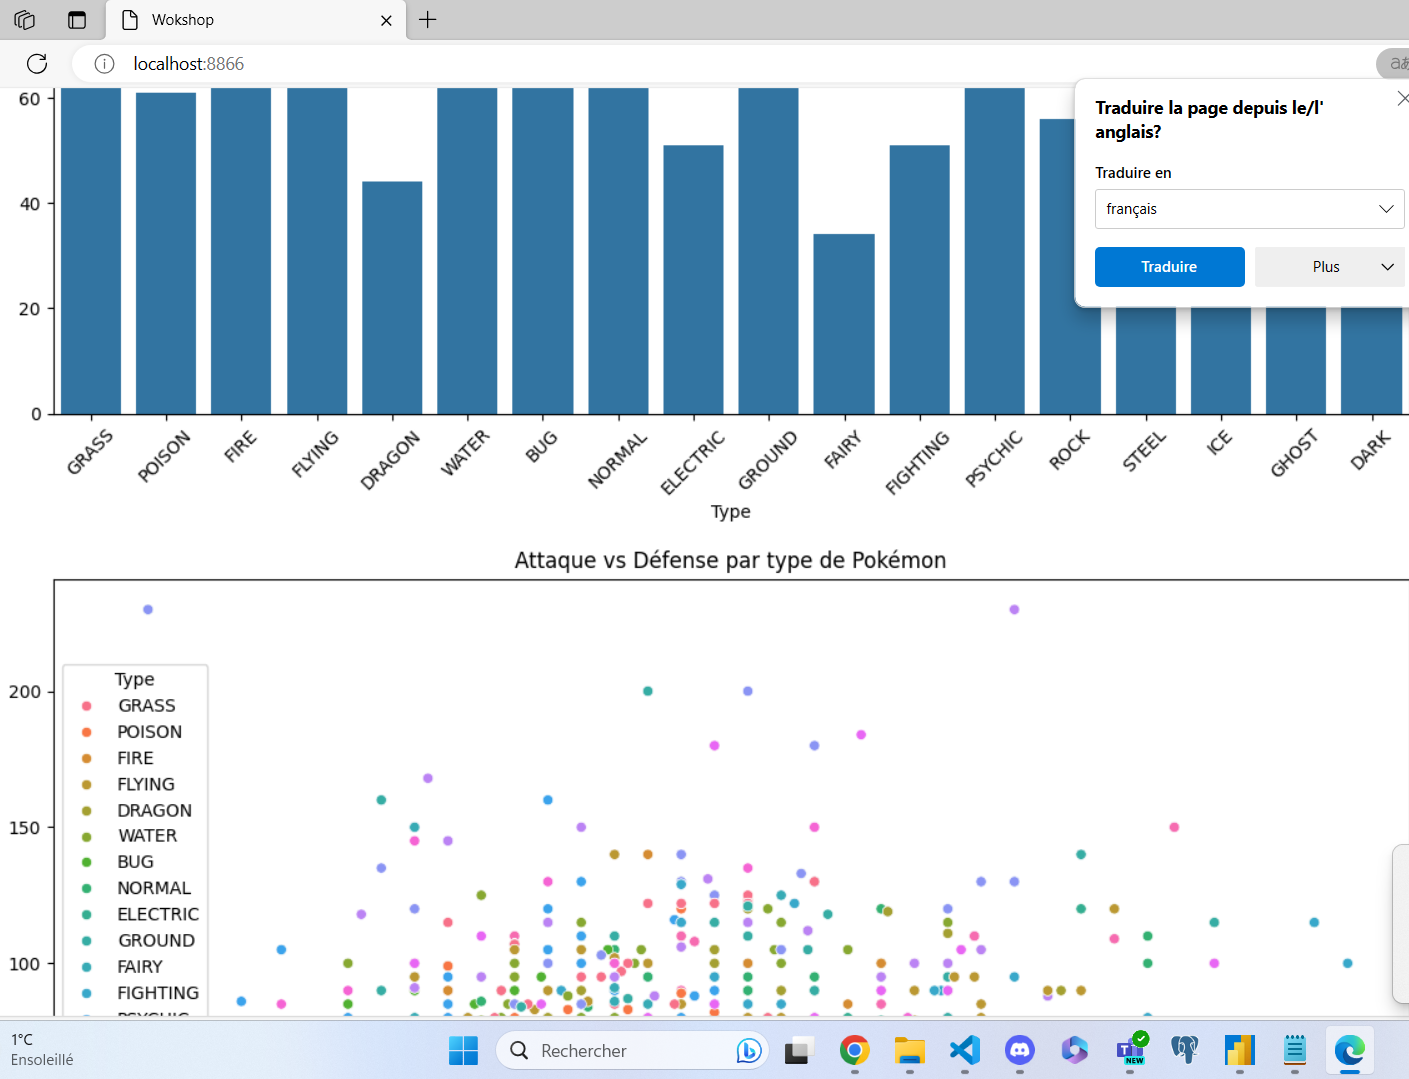 Wokshop
localhost:8866
Traduire la page depuis le/l'
anglais?
Traduire en
français
Traduire
Plus
60
40
20
0
GRASS
POISON
FIRE
FLYING
DRAGON
WATER
BUG
NORMAL
ELECTRIC
GROUND
FAIRY
FIGHTING
PSYCHIC
ROCK
STEEL
ICE
GHOST
DARK
Type
Attaque vs Défense par type de Pokémon
200
150
100
Type
GRASS
POISON
FIRE
FLYING
DRAGON
WATER
BUG
NORMAL
ELECTRIC
GROUND
FAIRY
FIGHTING
PSYCHIC
1°C
Ensoleillé
Rechercher
NEW